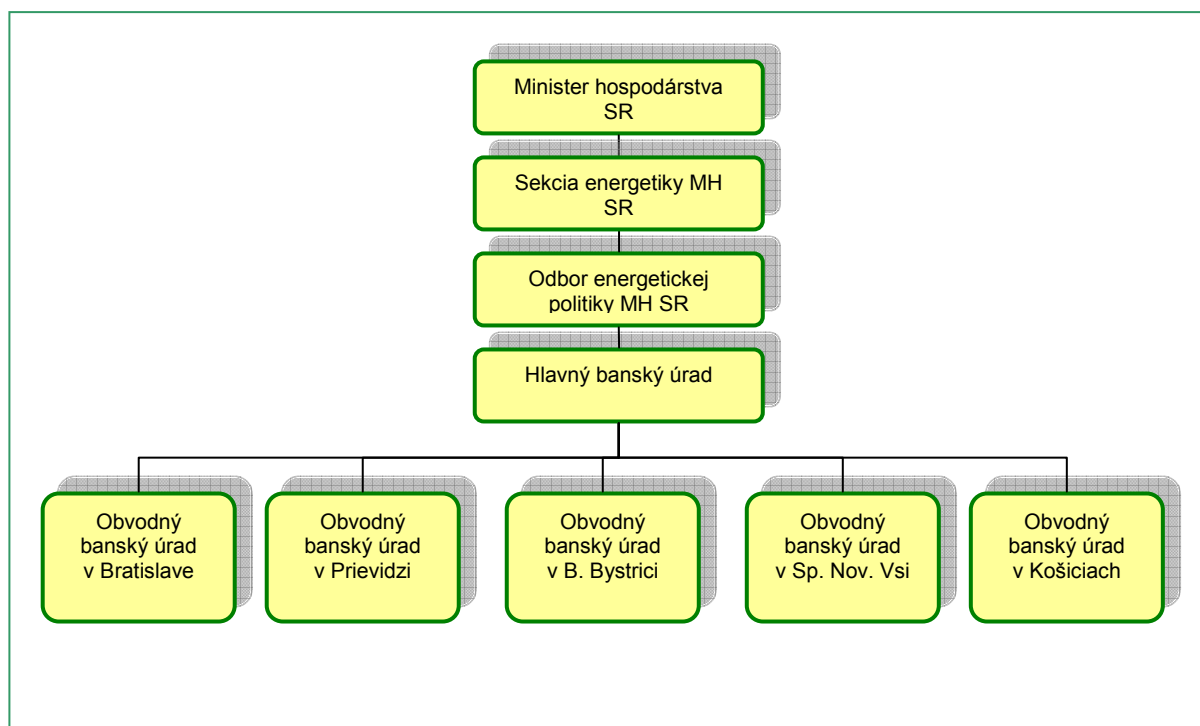 Minister hospodárstva
SR
Sekcia energetiky MH
SR
Odbor energetickej
politiky MH SR
Hlavný banský úrad
Obvodný
banský úrad
v Bratislave
Obvodný
banský úrad
v Prievidzi
Obvodný
banský úrad
v B. Bystrici
Obvodný
banský úrad
v Sp. Nov. Vsi
Obvodný
banský úrad
v Košiciach